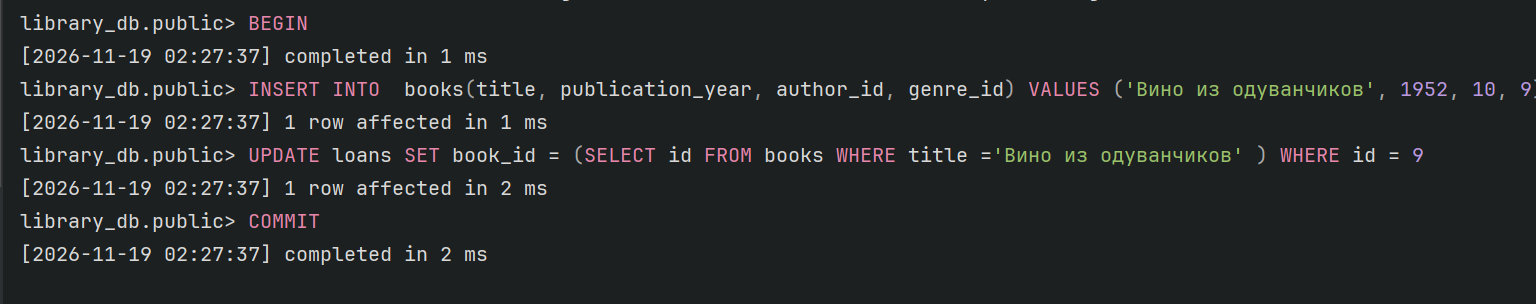 library_db.public> BEGIN
[2026-11-19 02:27:37] completed in 1 ms
library_db.public> INSERT INTO  books(title, publication_year, author_id, genre_id) VALUES ('Вино из одуванчиков', 1952, 10, 9)
[2026-11-19 02:27:37] 1 row affected in 1 ms
library_db.public> UPDATE loans SET book_id = (SELECT id FROM books WHERE title ='Вино из одуванчиков' ) WHERE id = 9
[2026-11-19 02:27:37] 1 row affected in 2 ms
library_db.public> COMMIT
[2026-11-19 02:27:37] completed in 2 ms